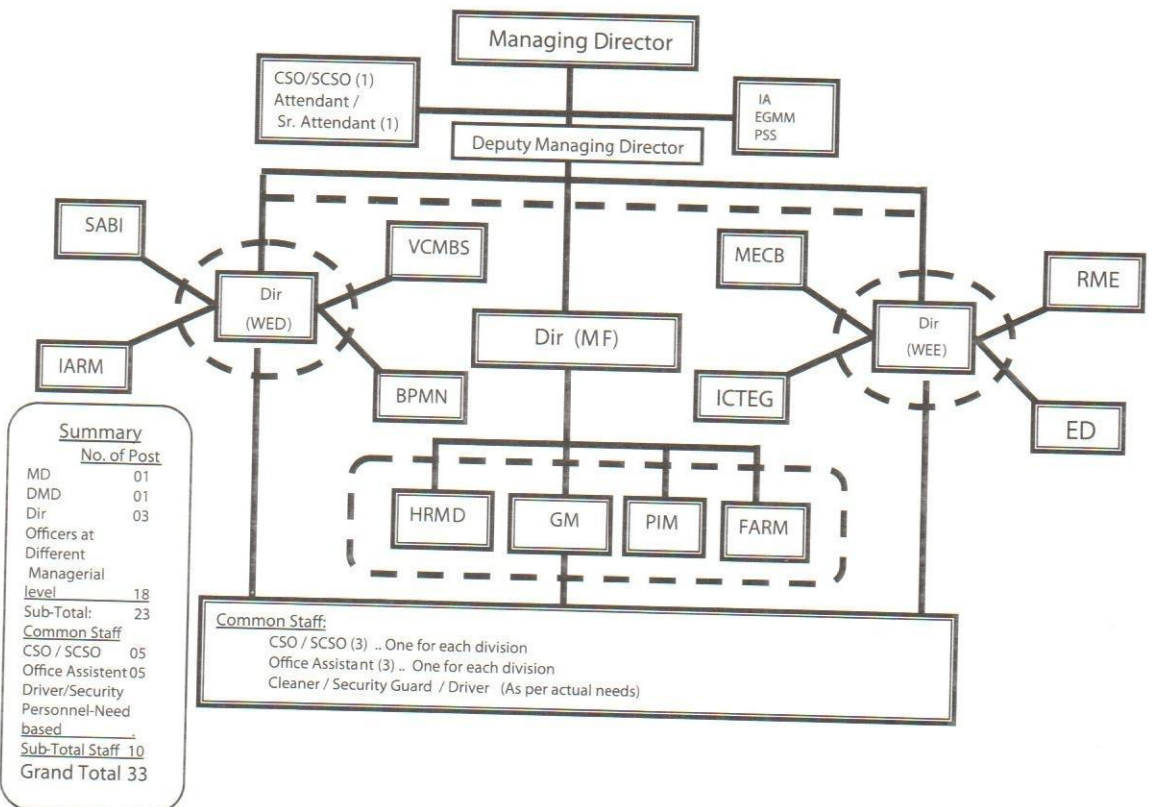 Managing Director
CSO/SCSO (1)
Attendant /
Sr. Attendant (1)
IA
EGMM
PSS
Deputy Managing Director
SABI
VCMBS
MECB
RME
Dir
(WED)
Dir (MF)
Dir
(WEE)
IARM
BPMN
ICTEG
ED
HRMD
GM
PIM
FARM
Summary
No. of Post
MD 01
DMD 01
Dir 03
Officers at
Different
Managerial
level 18
Sub-Total: 23
Common Staff
CSO / SCSO 05
Office Assistent 05
Driver/Security
Personnel-Need
based .
Sub-Total Staff 10
Grand Total 33
Common Staff:
CSO / SCSO (3) .. One for each division
Office Assistant (3) .. One for each division
Cleaner / Security Guard / Driver (As per actual needs)